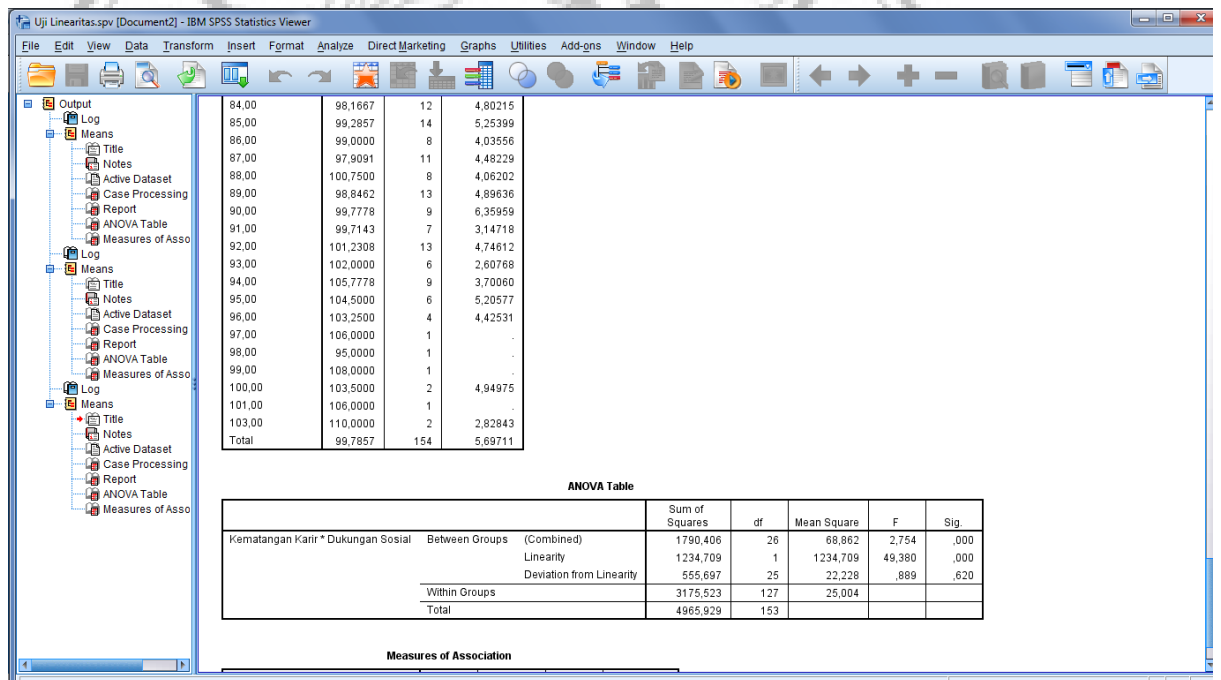 Uji Linearitas.spv [Document2] - IBM SPSS Statistics Viewer
File Edit View Data Transform Insert Format Analyze Direct Marketing Graphs Utilities Add-ons Window Help
Output
Log
Means
Title
Notes
Active Dataset
Case Processing
Report
ANOVA Table
Measures of Asso
Log
Means
Title
Notes
Active Dataset
Case Processing
Report
ANOVA Table
Measures of Asso
Log
Means
Title
Notes
Active Dataset
Case Processing
Report
ANOVA Table
Measures of Asso
84,00 98,1667 12 4,80215
85,00 99,2857 14 5,25399
86,00 99,0000 8 4,03556
87,00 97,9091 11 4,48229
88,00 100,7500 8 4,06202
89,00 98,8462 13 4,89636
90,00 99,7778 9 6,35959
91,00 99,7143 7 3,14718
92,00 101,2308 13 4,74612
93,00 102,0000 6 2,60768
94,00 105,7778 9 3,70060
95,00 104,5000 6 5,20577
96,00 103,2500 4 4,42531
97,00 106,0000 1 .
98,00 95,0000 1 .
99,00 108,0000 1 .
100,00 103,5000 2 4,94975
101,00 106,0000 1 .
103,00 110,0000 2 2,82843
Total 99,7857 154 5,69711
ANOVA Table
Sum of Squares df Mean Square F Sig.
Kematangan Karir * Dukungan Sosial Between Groups (Combined) 1790,406 26 68,862 2,754 ,000
Linearity 1234,709 1 1234,709 49,380 ,000
Deviation from Linearity 555,697 25 22,228 ,889 ,620
Within Groups 3175,523 127 25,004
Total 4965,929 153
Measures of Association